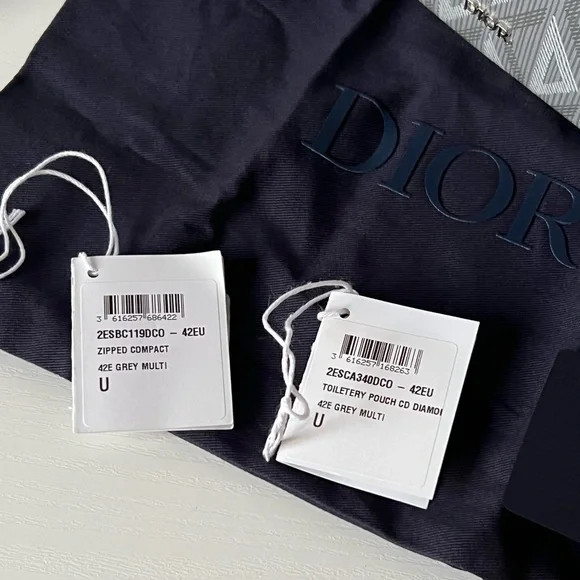 DIOR
DIOR
3 616257 686422
2ESBC119DCO - 42EU
ZIPPED COMPACT
42E GREY MULTI
U
3 616257 168263
2ESCA340DCO - 42EU
TOILETERY POUCH CD DIAMO
42E GREY MULTI
U